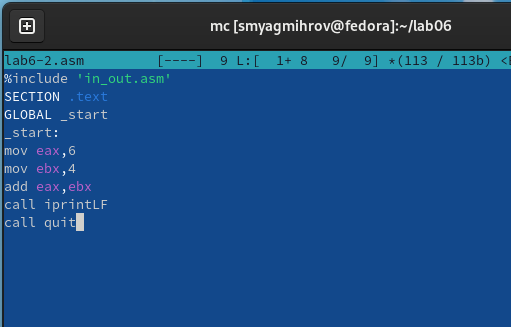 mc [smyagmihrov@fedora]:~/lab06
lab6-2.asm [----] 9 L:[ 1+ 8 9/ 9] *(113 / 113b) <E
%include 'in_out.asm'
SECTION .text
GLOBAL _start
_start:
mov eax,6
mov ebx,4
add eax,ebx
call iprintLF
call quit